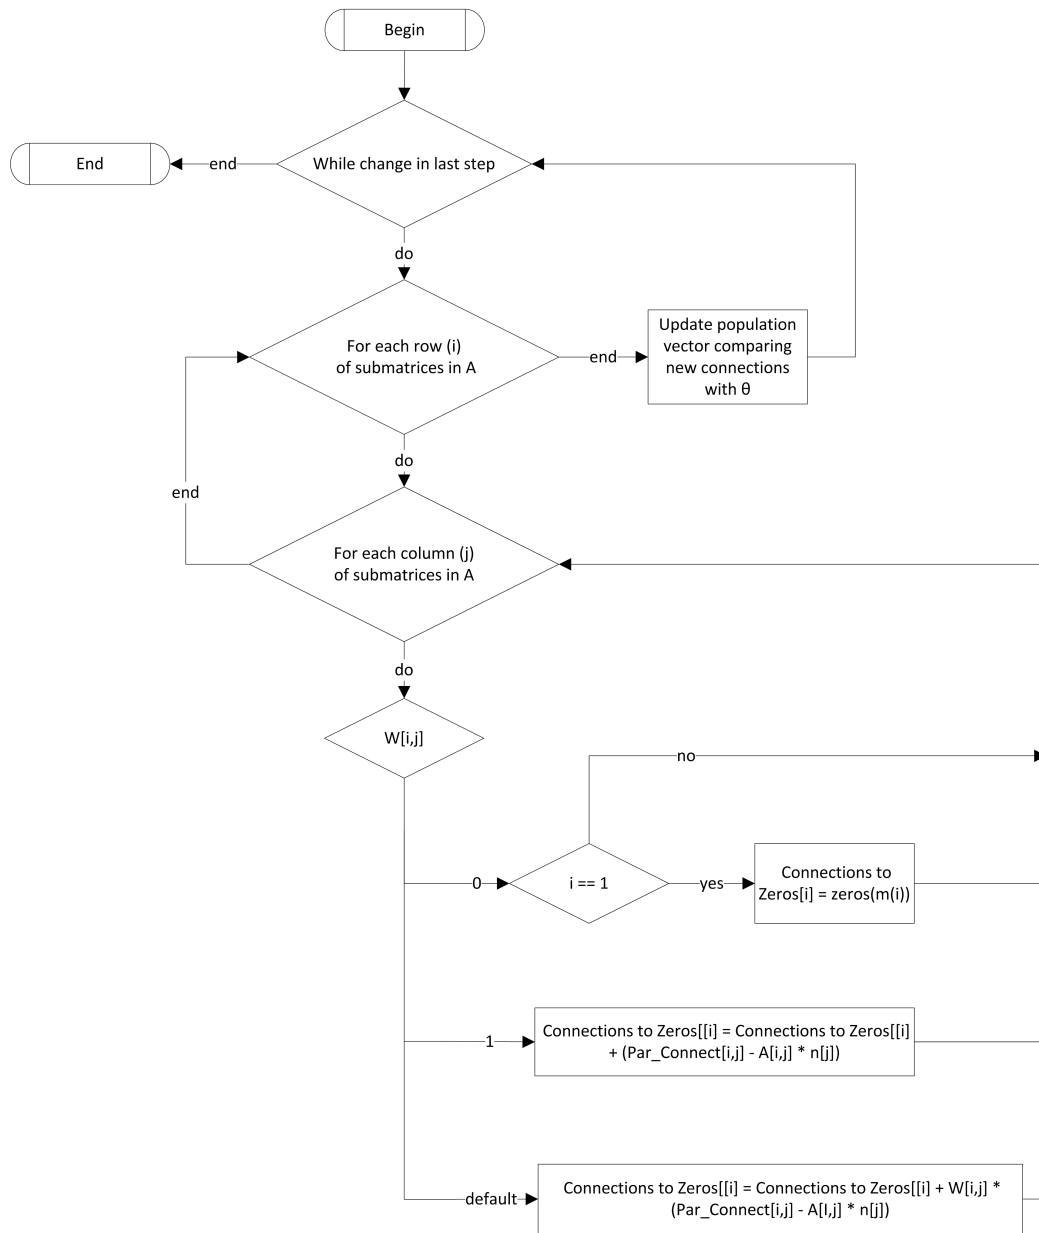 Begin
End
end
While change in last step
do
For each row (i)
of submatrices in A
end
Update population
vector comparing
new connections
with θ
do
end
For each column (j)
of submatrices in A
do
W[i,j]
no
0
i == 1
yes
Connections to
Zeros[i] = zeros(m(i))
1
Connections to Zeros[[i] = Connections to Zeros[[i]
+ (Par_Connect[i,j] - A[i,j] * n[j])
default
Connections to Zeros[[i] = Connections to Zeros[[i] + W[i,j] *
(Par_Connect[i,j] - A[I,j] * n[j])